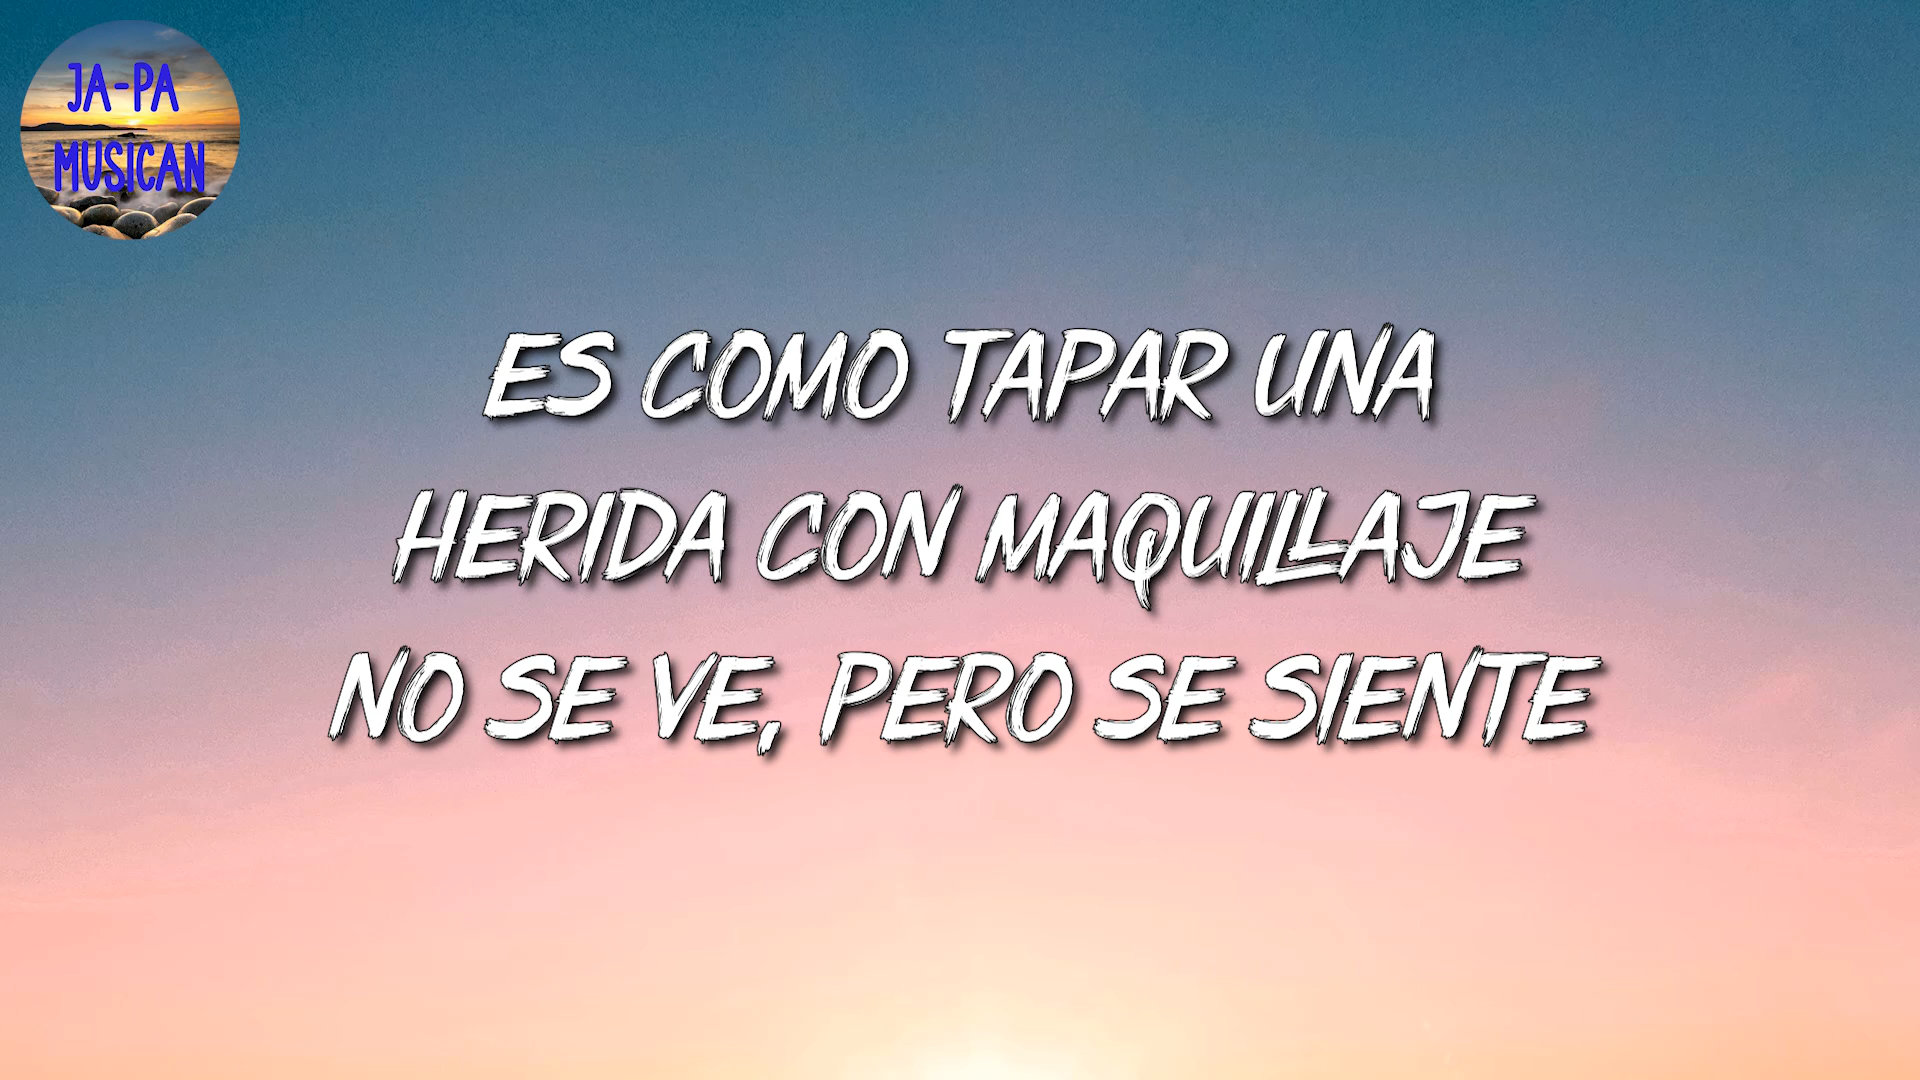 JA-PA
MUSICAN
ES COMO TAPAR UNA
HERIDA CON MAQUILLAJE
NO SE VE, PERO SE SIENTE